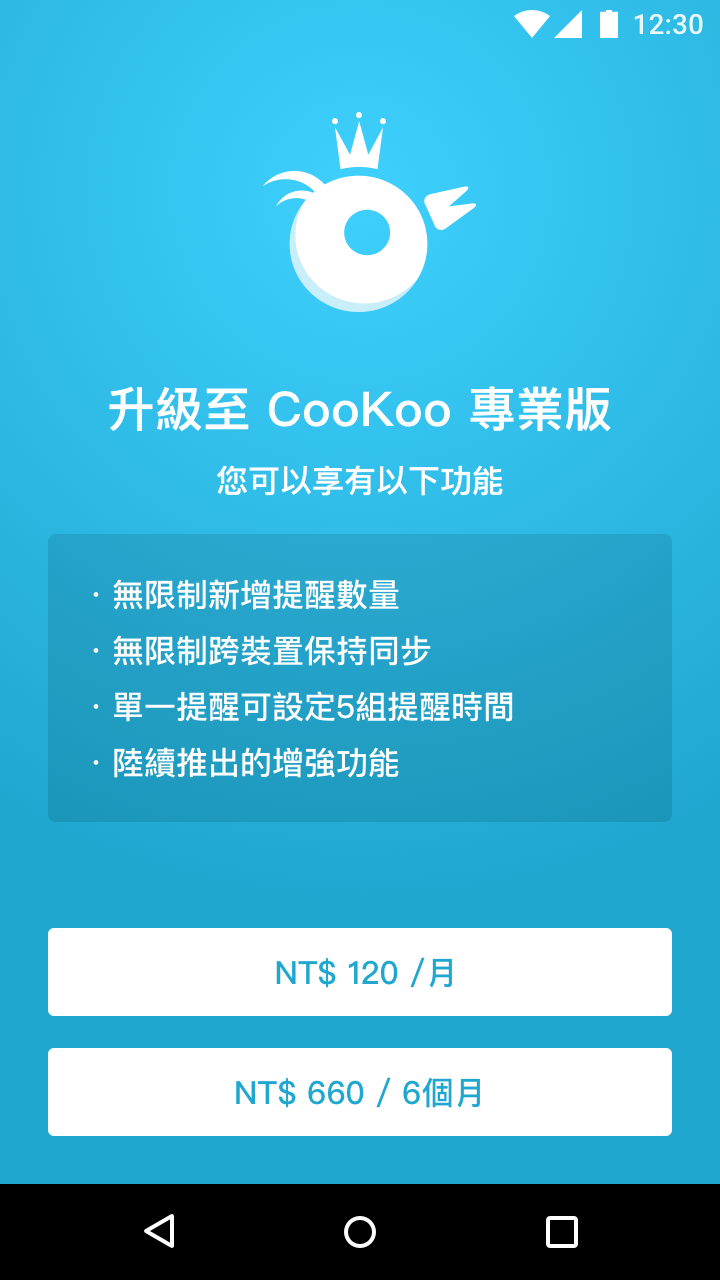 12:30
升級至 CooKoo 專業版
您可以享有以下功能
· 無限制新增提醒數量
· 無限制跨裝置保持同步
· 單一提醒可設定5組提醒時間
· 陸續推出的增強功能
NT$ 120 /月
NT$ 660 / 6個月